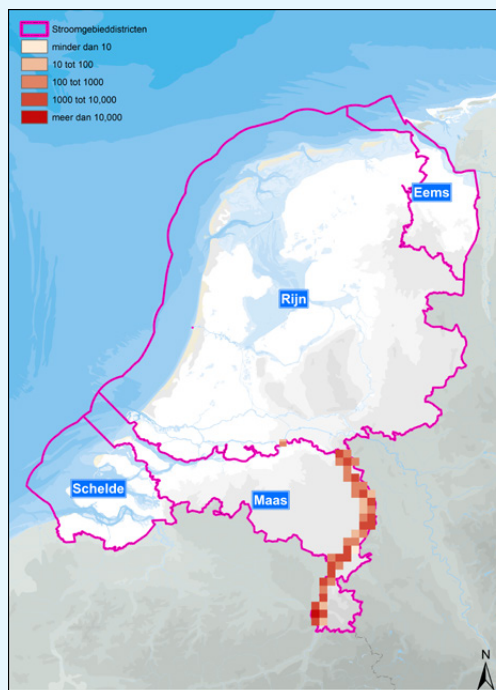 Stroomgebieddistricten
minder dan 10
10 tot 100
100 tot 1000
1000 tot 10,000
meer dan 10,000
Eems
Rijn
Schelde
Maas
N